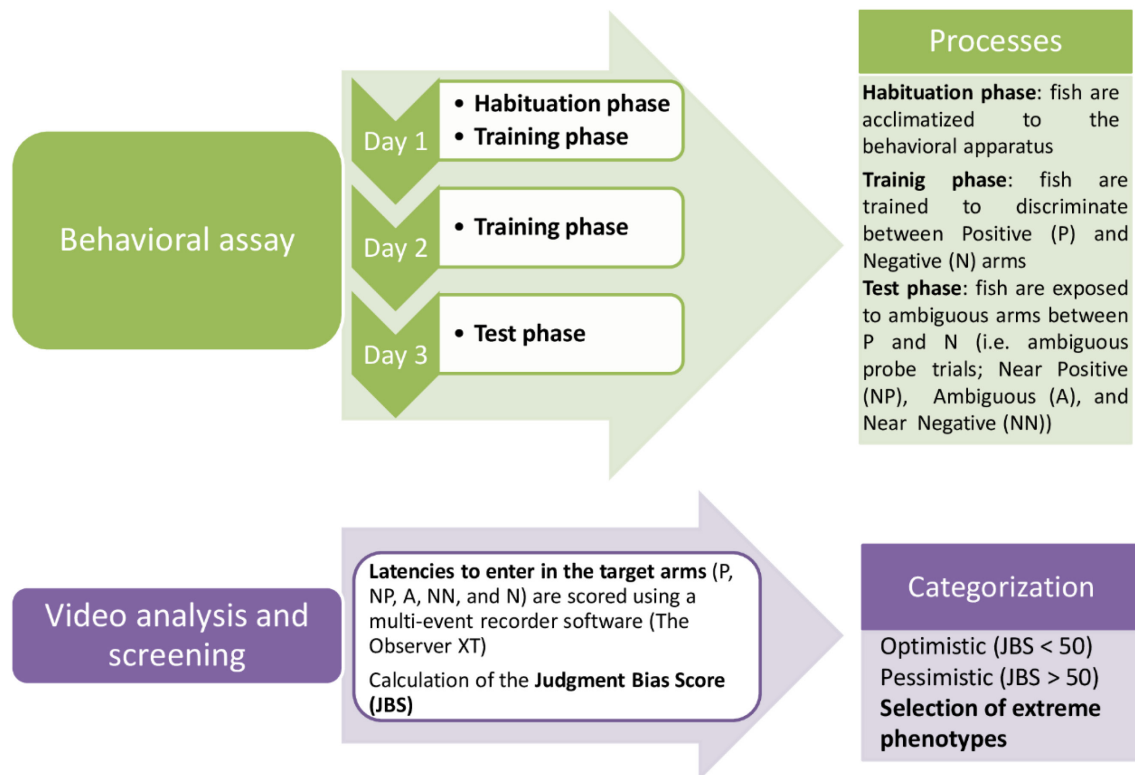 Behavioral assay
Day 1
• Habituation phase
• Training phase
Day 2
• Training phase
Day 3
• Test phase
Processes
Habituation phase: fish are
acclimatized to the
behavioral apparatus
Trainig phase: fish are
trained to discriminate
between Positive (P) and
Negative (N) arms
Test phase: fish are exposed
to ambiguous arms between
P and N (i.e. ambiguous
probe trials; Near Positive
(NP), Ambiguous (A), and
Near Negative (NN))
Video analysis and
screening
Latencies to enter in the target arms (P,
NP, A, NN, and N) are scored using a
multi-event recorder software (The
Observer XT)
Calculation of the Judgment Bias Score
(JBS)
Categorization
Optimistic (JBS < 50)
Pessimistic (JBS > 50)
Selection of extreme
phenotypes